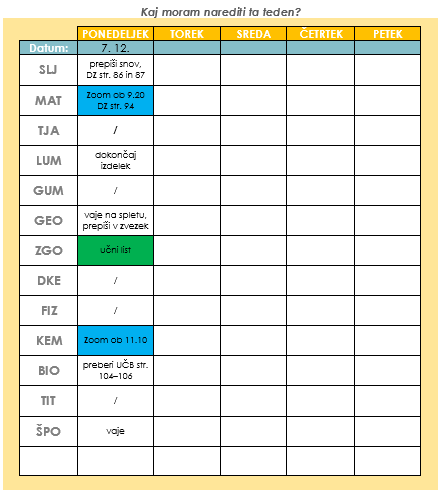 Kaj moram narediti ta teden?
PONEDELJEK TOREK SREDA ČETRTEK PETEK
Datum: 7. 12.
SLJ prepiši snov,
DZ str. 86 in 87
MAT Zoom ob 9.20
DZ str. 94
TJA /
LUM dokončaj
izdelek
GUM /
GEO vaje na spletu,
prepiši v zvezek
ZGO učni list
DKE /
FIZ /
KEM Zoom ob 11.10
BIO preberi UČB str.
104–106
TIT /
ŠPO vaje